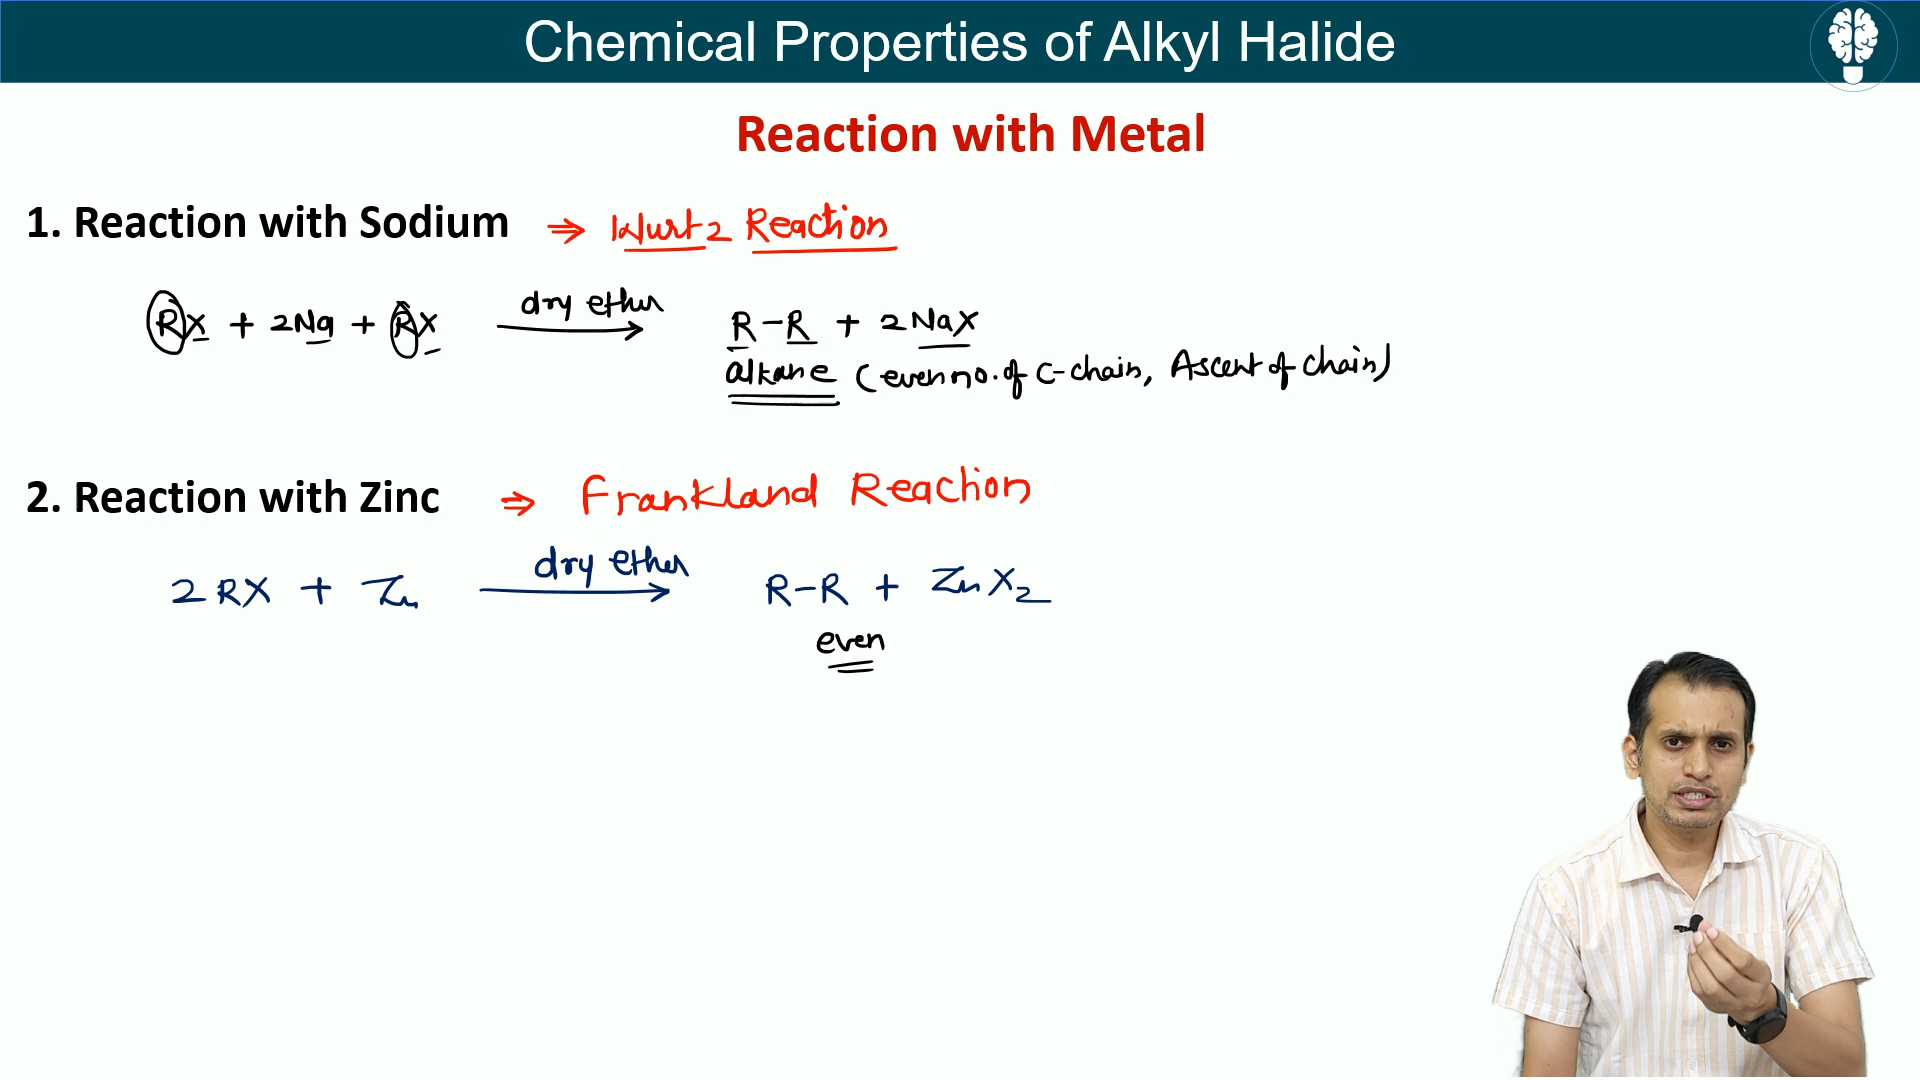 Chemical Properties of Alkyl Halide
Reaction with Metal
1. Reaction with Sodium ⇒ Wurtz Reaction
RX + 2Na + RX dry ether → R-R + 2NaX
alkane (even no. of C-chain, Ascent of chain)
2. Reaction with Zinc ⇒ Frankland Reaction
2RX + Zn dry ether → R-R + ZnX2
even